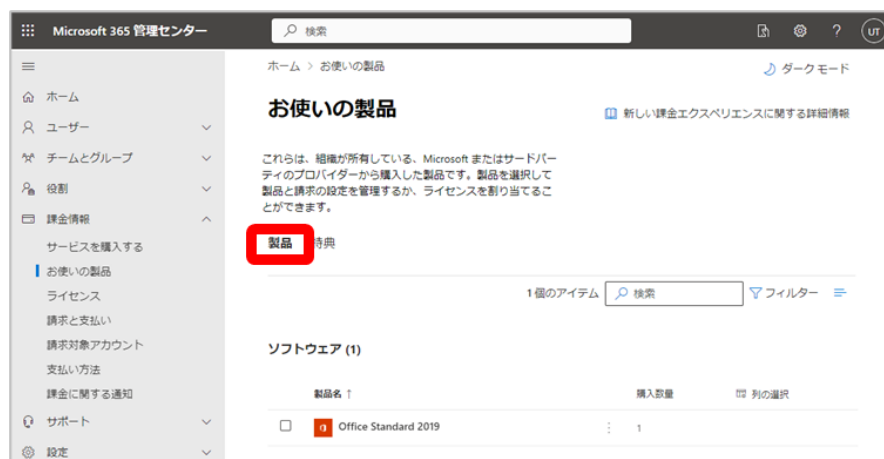 Microsoft 365 管理センター
検索
UT
ホーム > お使いの製品
ダーク モード
ホーム
ユーザー
チームとグループ
役割
課金情報
サービスを購入する
お使いの製品
ライセンス
請求と支払い
請求対象アカウント
支払い方法
課金に関する通知
サポート
設定
お使いの製品
新しい課金エクスペリエンスに関する詳細情報
これらは、組織が所有している、Microsoft またはサードパー
ティのプロバイダーから購入した製品です。製品を選択して
製品と請求の設定を管理するか、ライセンスを割り当てるこ
とができます。
製品 特典
1 個のアイテム 検索 フィルター
ソフトウェア (1)
製品名 ↑ 購入数量 列の選択
Office Standard 2019 1